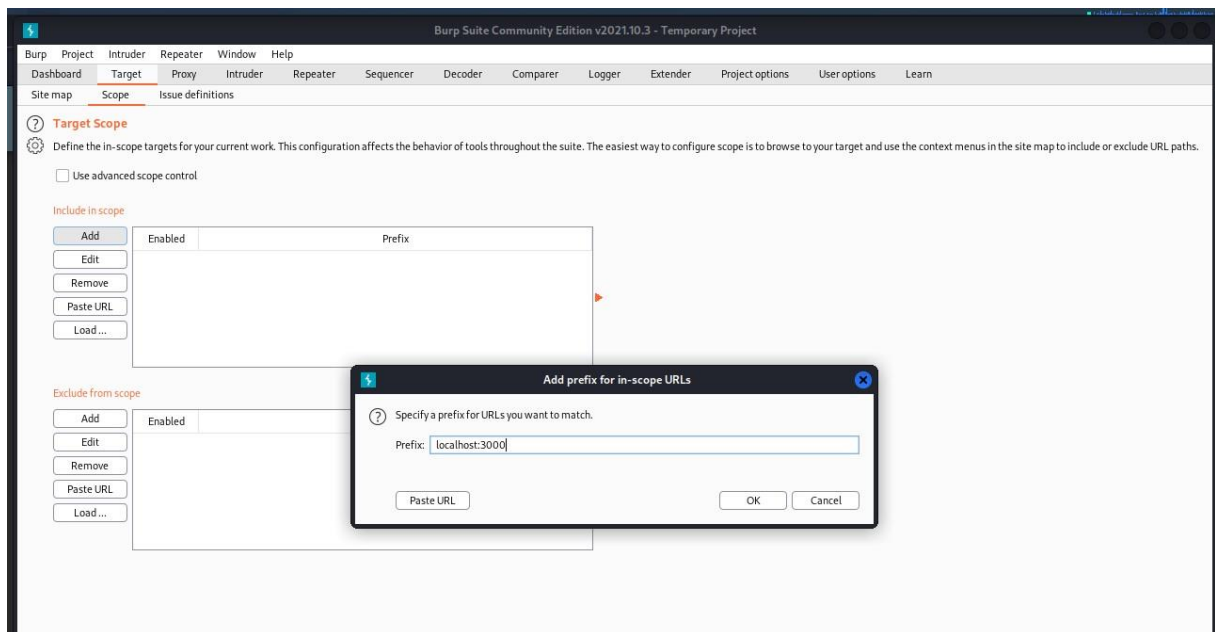 Burp Suite Community Edition v2021.10.3 - Temporary Project
Burp Project Intruder Repeater Window Help
Dashboard Target Proxy Intruder Repeater Sequencer Decoder Comparer Logger Extender Project options User options Learn
Site map Scope Issue definitions
Target Scope
Define the in-scope targets for your current work. This configuration affects the behavior of tools throughout the suite. The easiest way to configure scope is to browse to your target and use the context menus in the site map to include or exclude URL paths.
Use advanced scope control
Include in scope
Add Enabled Prefix
Edit
Remove
Paste URL
Load ...
Exclude from scope
Add Enabled
Edit
Remove
Paste URL
Load ...
Add prefix for in-scope URLs
Specify a prefix for URLs you want to match.
Prefix: localhost:3000
Paste URL OK Cancel